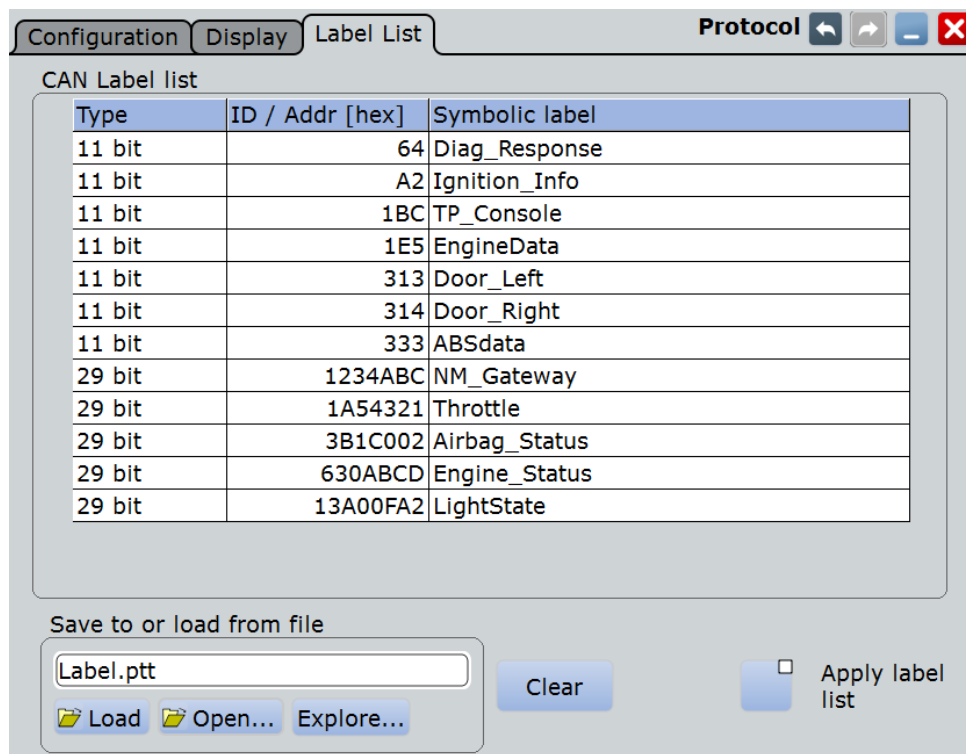 Configuration Display Label List Protocol
CAN Label list
Type ID / Addr [hex] Symbolic label
11 bit 64 Diag_Response
11 bit A2 Ignition_Info
11 bit 1BC TP_Console
11 bit 1E5 EngineData
11 bit 313 Door_Left
11 bit 314 Door_Right
11 bit 333 ABSdata
29 bit 1234ABC NM_Gateway
29 bit 1A54321 Throttle
29 bit 3B1C002 Airbag_Status
29 bit 630ABCD Engine_Status
29 bit 13A00FA2 LightState
Save to or load from file
Label.ptt
Load Open... Explore...
Clear
Apply label
list